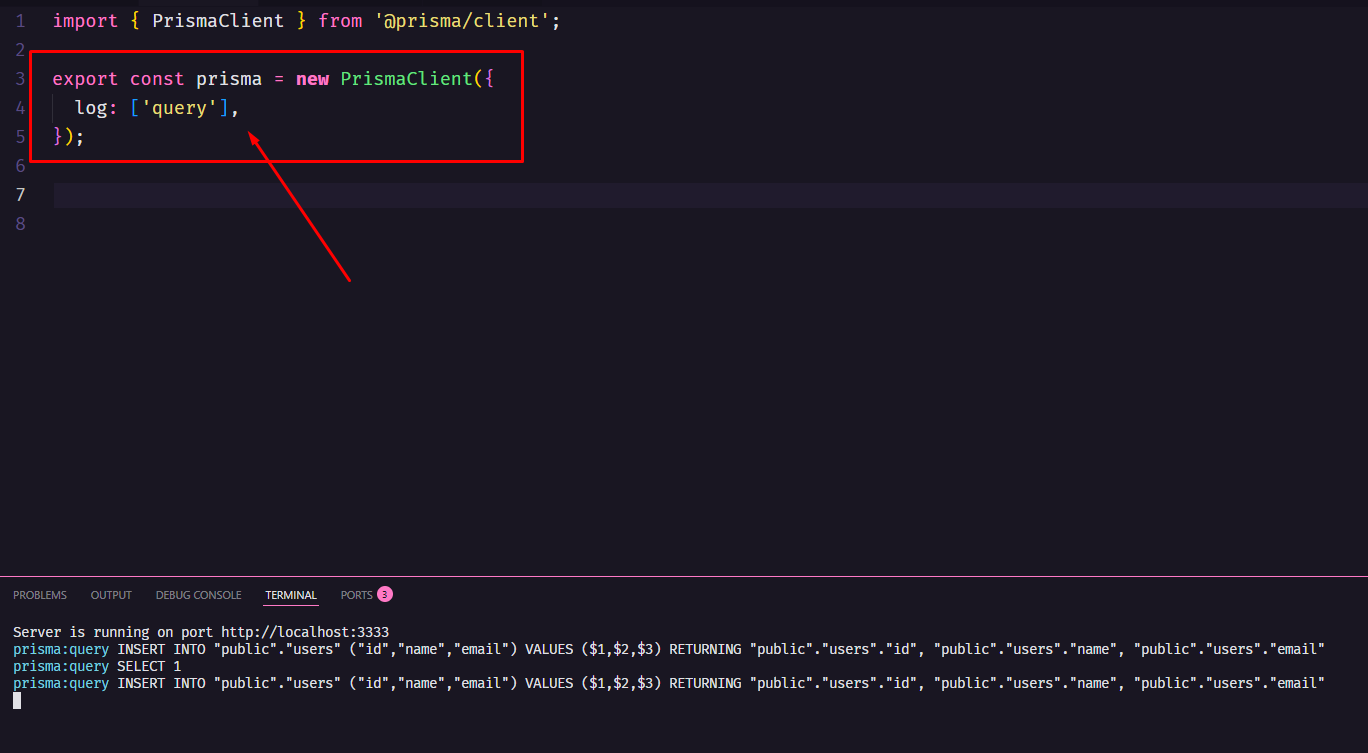 1 import { PrismaClient } from '@prisma/client';
2
3 export const prisma = new PrismaClient({
4 log: ['query'],
5 });
6
7
8
PROBLEMS OUTPUT DEBUG CONSOLE TERMINAL PORTS 3
Server is running on port http://localhost:3333
prisma:query INSERT INTO "public"."users" ("id","name","email") VALUES ($1,$2,$3) RETURNING "public"."users"."id", "public"."users"."name", "public"."users"."email"
prisma:query SELECT 1
prisma:query INSERT INTO "public"."users" ("id","name","email") VALUES ($1,$2,$3) RETURNING "public"."users"."id", "public"."users"."name", "public"."users"."email"